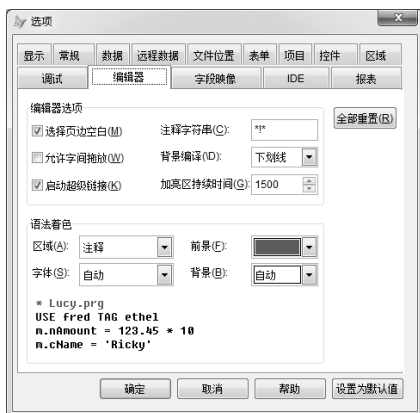 选项
显示 常规 数据 远程数据 文件位置 表单 项目 控件 区域
调试 编辑器 字段映像 IDE 报表
编辑器选项
选择页边空白(M) 注释字符串(C): *!* 全部重置(R)
允许字间拖放(W) 背景编译(\D): 下划线
启动超级链接(K) 加亮区持续时间(G): 1500
语法着色
区域(A): 注释 前景(F):
字体(S): 自动 背景(B): 自动
* Lucy.prg
USE fred TAG ethel
m.nAmount = 123.45 * 10
m.cName = 'Ricky'
确定 取消 帮助 设置为默认值